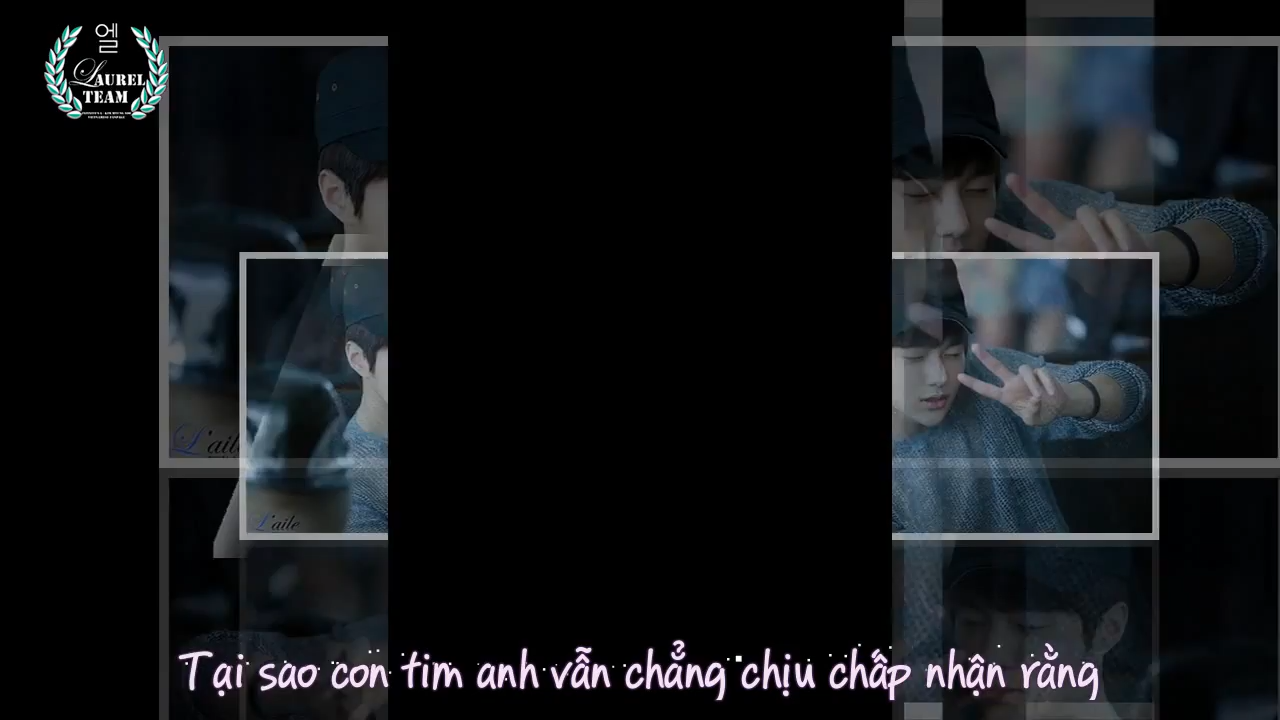 엘
LAUREL
TEAM
L'aile
L'aile
Tại sao con tim anh vẫn chẳng chịu chấp nhận rằng